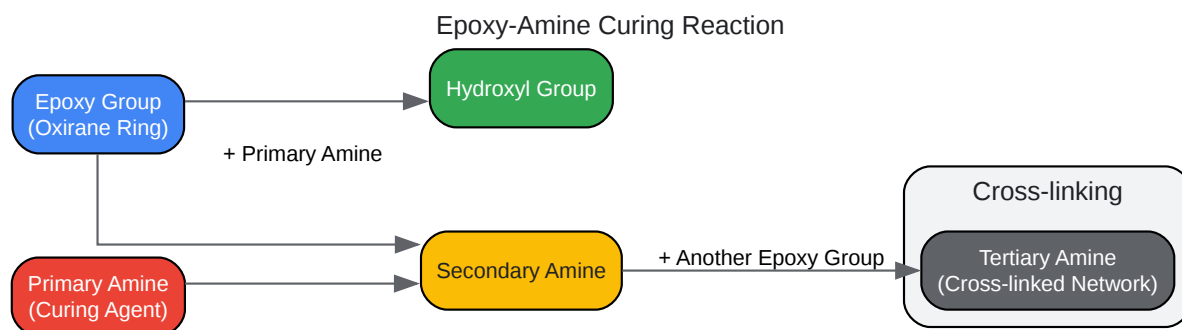 Epoxy-Amine Curing Reaction
Epoxy Group
(Oxirane Ring)
Hydroxyl Group
+ Primary Amine
Cross-linking
Primary Amine
(Curing Agent)
Secondary Amine
+ Another Epoxy Group
Tertiary Amine
(Cross-linked Network)